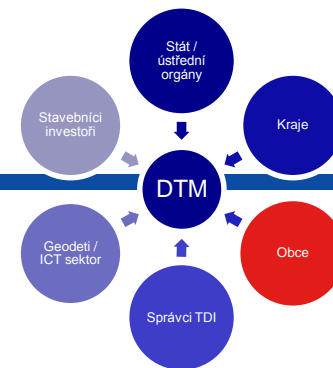 Stát /
ústřední
orgány
Stavebníci
investoři
Kraje
DTM
Geodeti /
ICT sektor
Obce
Správci TDI